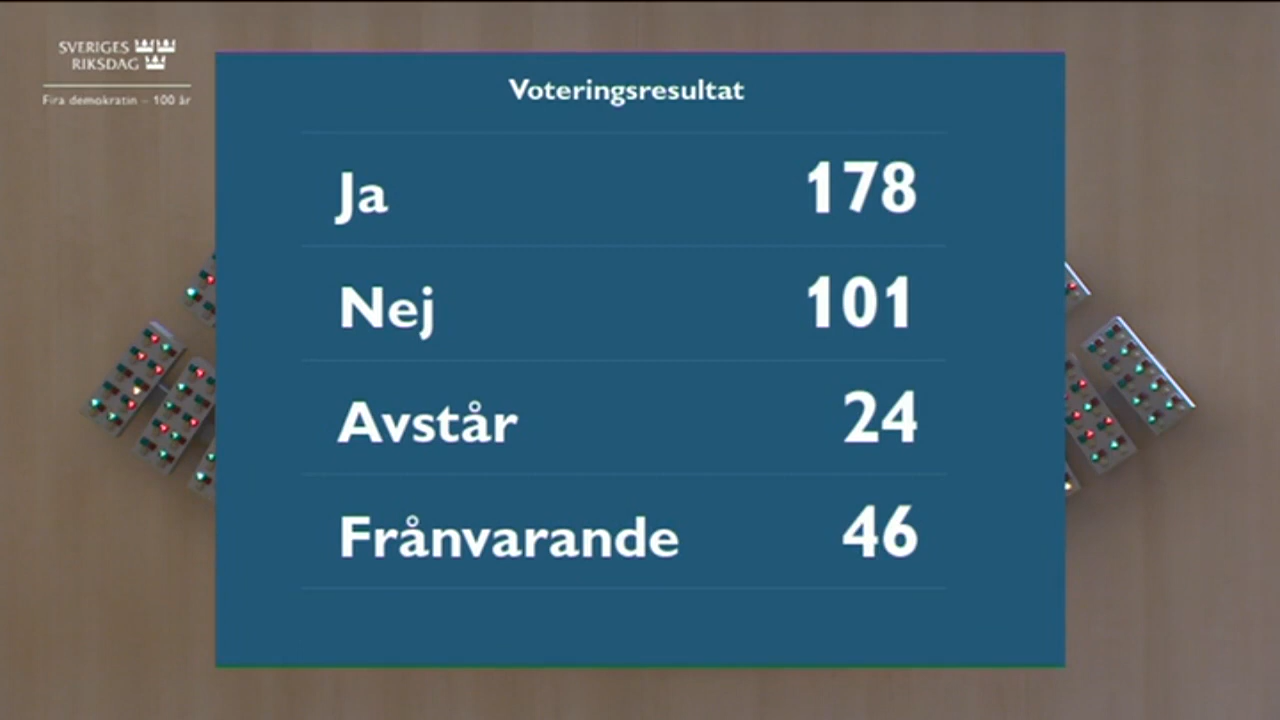 SVERIGES
RIKSDAG
Fira demokratin – 100 år
Voteringsresultat
Ja 178
Nej 101
Avstår 24
Frånvarande 46